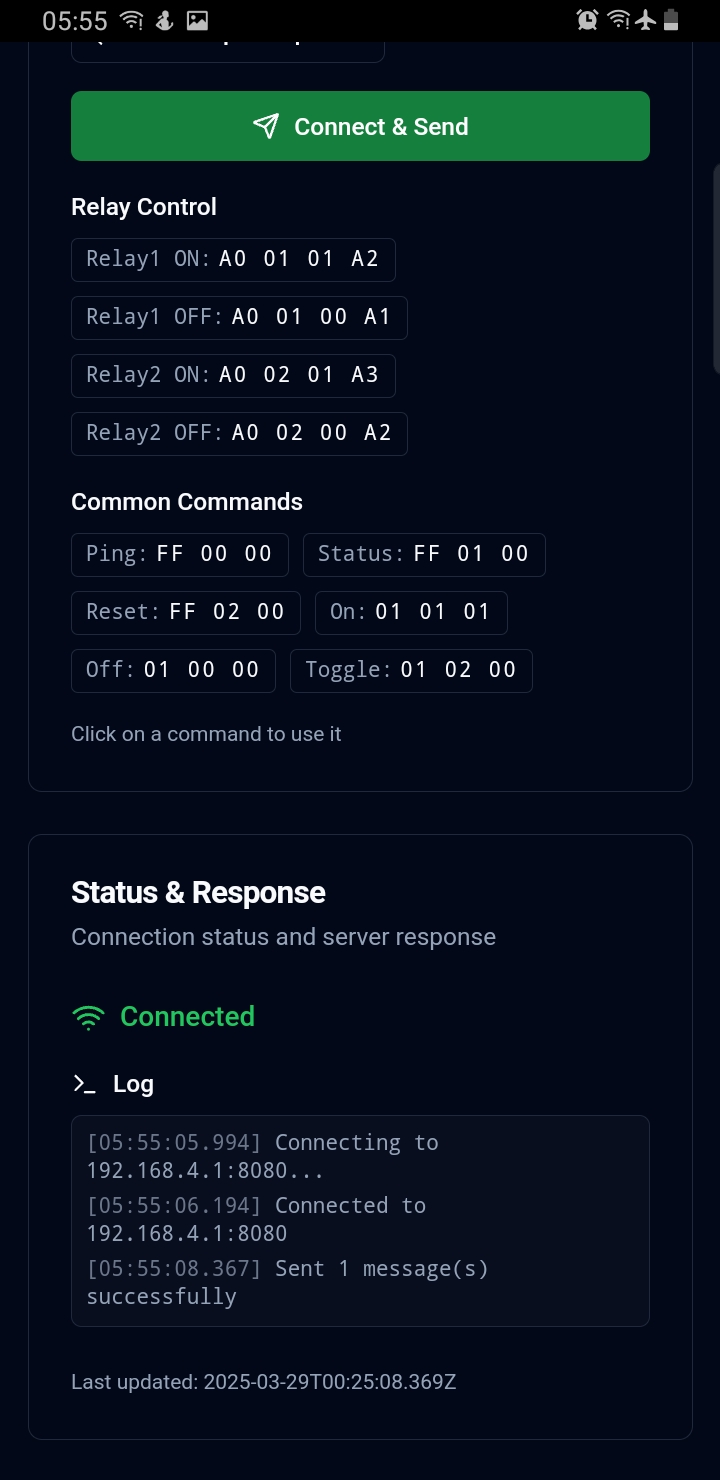 05:55
Connect & Send
Relay Control
Relay1 ON: A0 01 01 A2
Relay1 OFF: A0 01 00 A1
Relay2 ON: A0 02 01 A3
Relay2 OFF: A0 02 00 A2
Common Commands
Ping: FF 00 00 Status: FF 01 00
Reset: FF 02 00 On: 01 01 01
Off: 01 00 00 Toggle: 01 02 00
Click on a command to use it
Status & Response
Connection status and server response
Connected
Log
[05:55:05.994] Connecting to
192.168.4.1:8080...
[05:55:06.194] Connected to
192.168.4.1:8080
[05:55:08.367] Sent 1 message(s)
successfully
Last updated: 2025-03-29T00:25:08.369Z